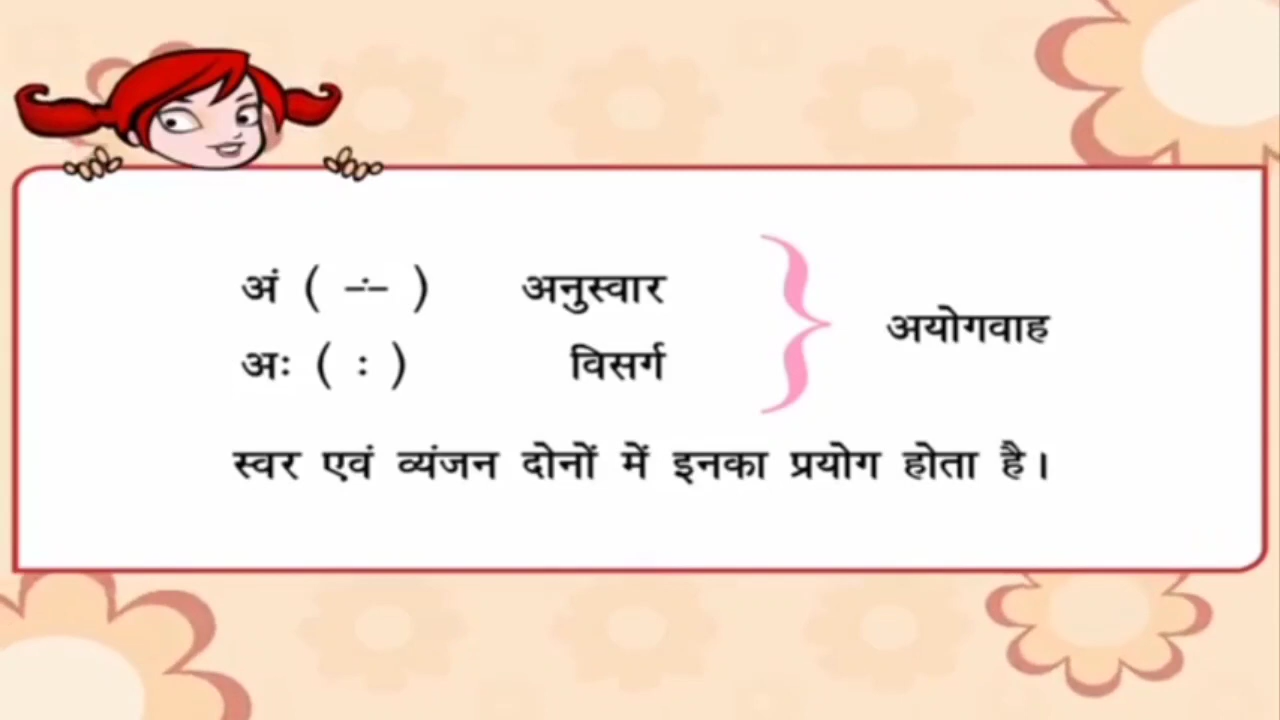 अं ( –∸– ) अनुस्वार
अः ( : ) विसर्ग
अयोगवाह
स्वर एवं व्यंजन दोनों में इनका प्रयोग होता है।